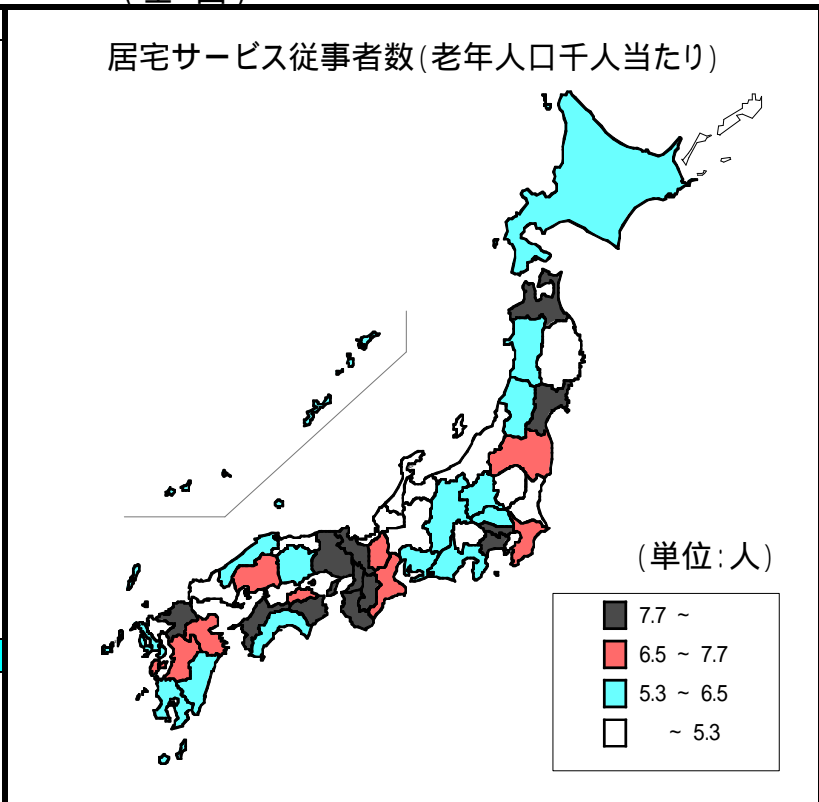 居宅サービス従事者数(老年人口千人当たり)
(単位:人)
7.7 ~
6.5 ~ 7.7
5.3 ~ 6.5
~ 5.3